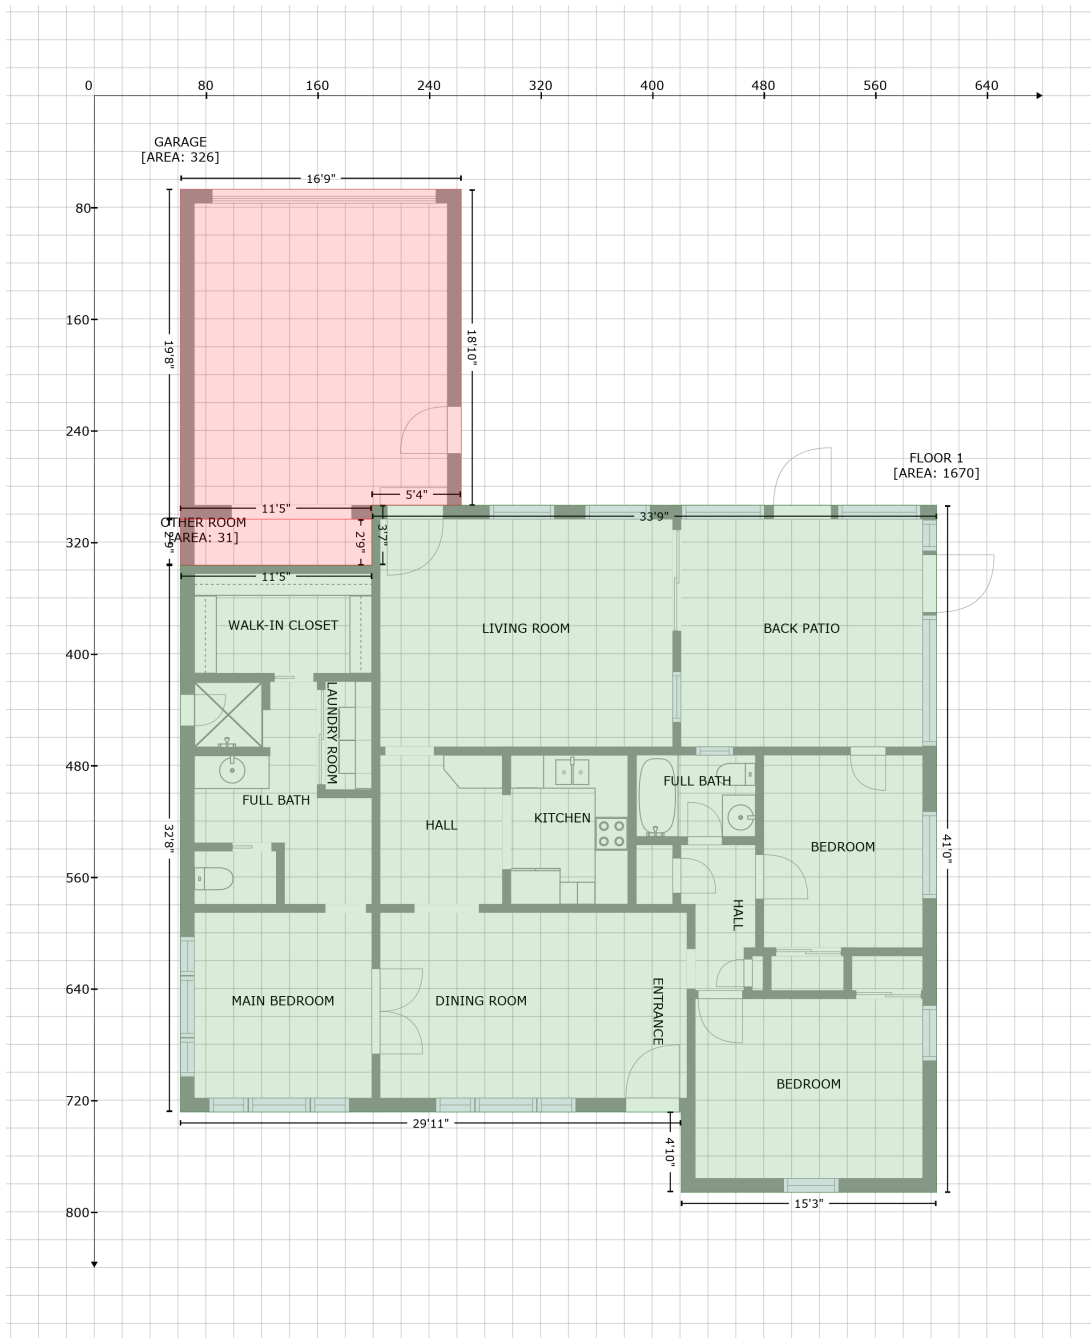 0 80 160 240 320 400 480 560 640
GARAGE
[AREA: 326]
16'9"
80
160
19'8"
18'10"
240
FLOOR 1
[AREA: 1670]
5'4"
11'5"
33'9"
OTHER ROOM
[AREA: 31]
2'9"
2'9"
3'7"
320
11'5"
WALK-IN CLOSET
LIVING ROOM
BACK PATIO
400
LAUNDRY ROOM
480
FULL BATH
FULL BATH
KITCHEN
HALL
32'8"
BEDROOM
41'0"
560
HALL
640
MAIN BEDROOM
DINING ROOM
ENTRANCE
BEDROOM
720
29'11"
4'10"
15'3"
800